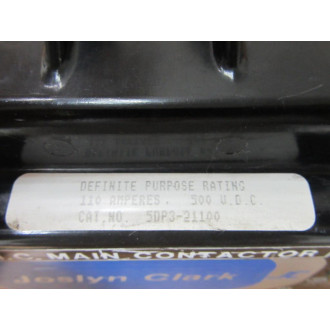 DEFINITE PURPOSE RATING
210 AMPERES. 500 V.D.C.
CAT.NO. 5DP3-21100
C. MAIN CONTACTOR
Joslyn Clark